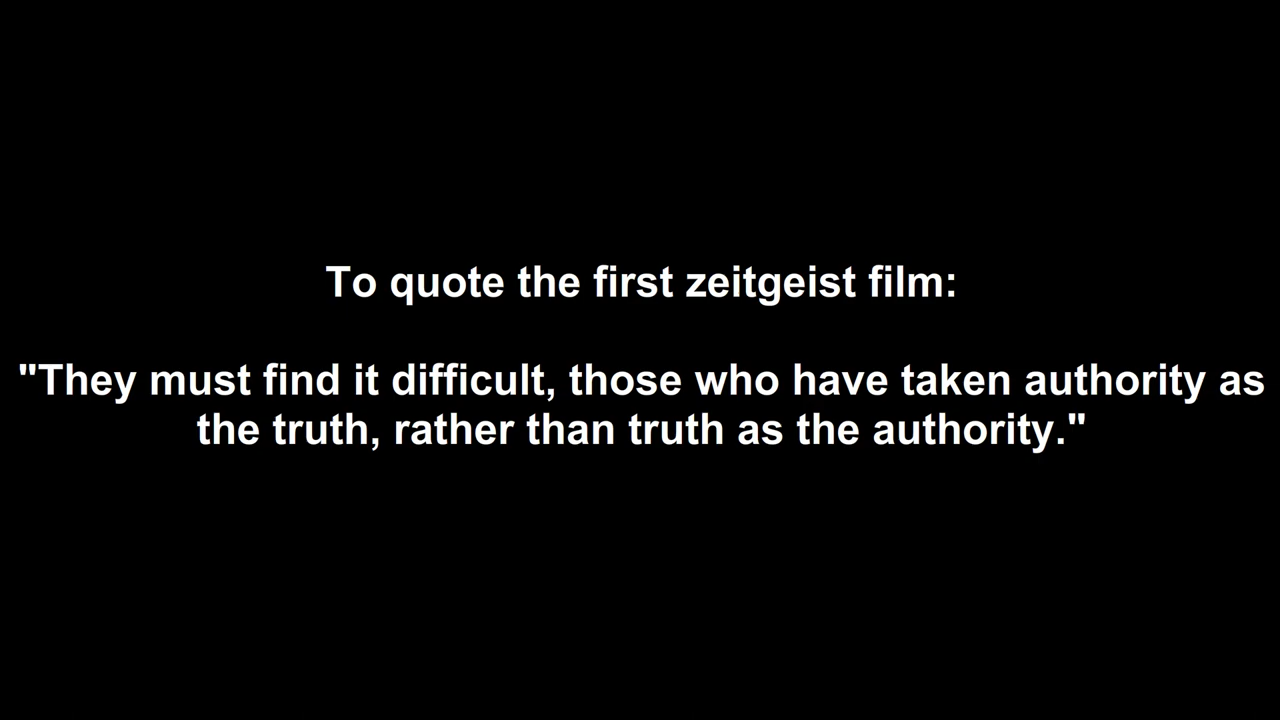 To quote the first zeitgeist film:
"They must find it difficult, those who have taken authority as
the truth, rather than truth as the authority."